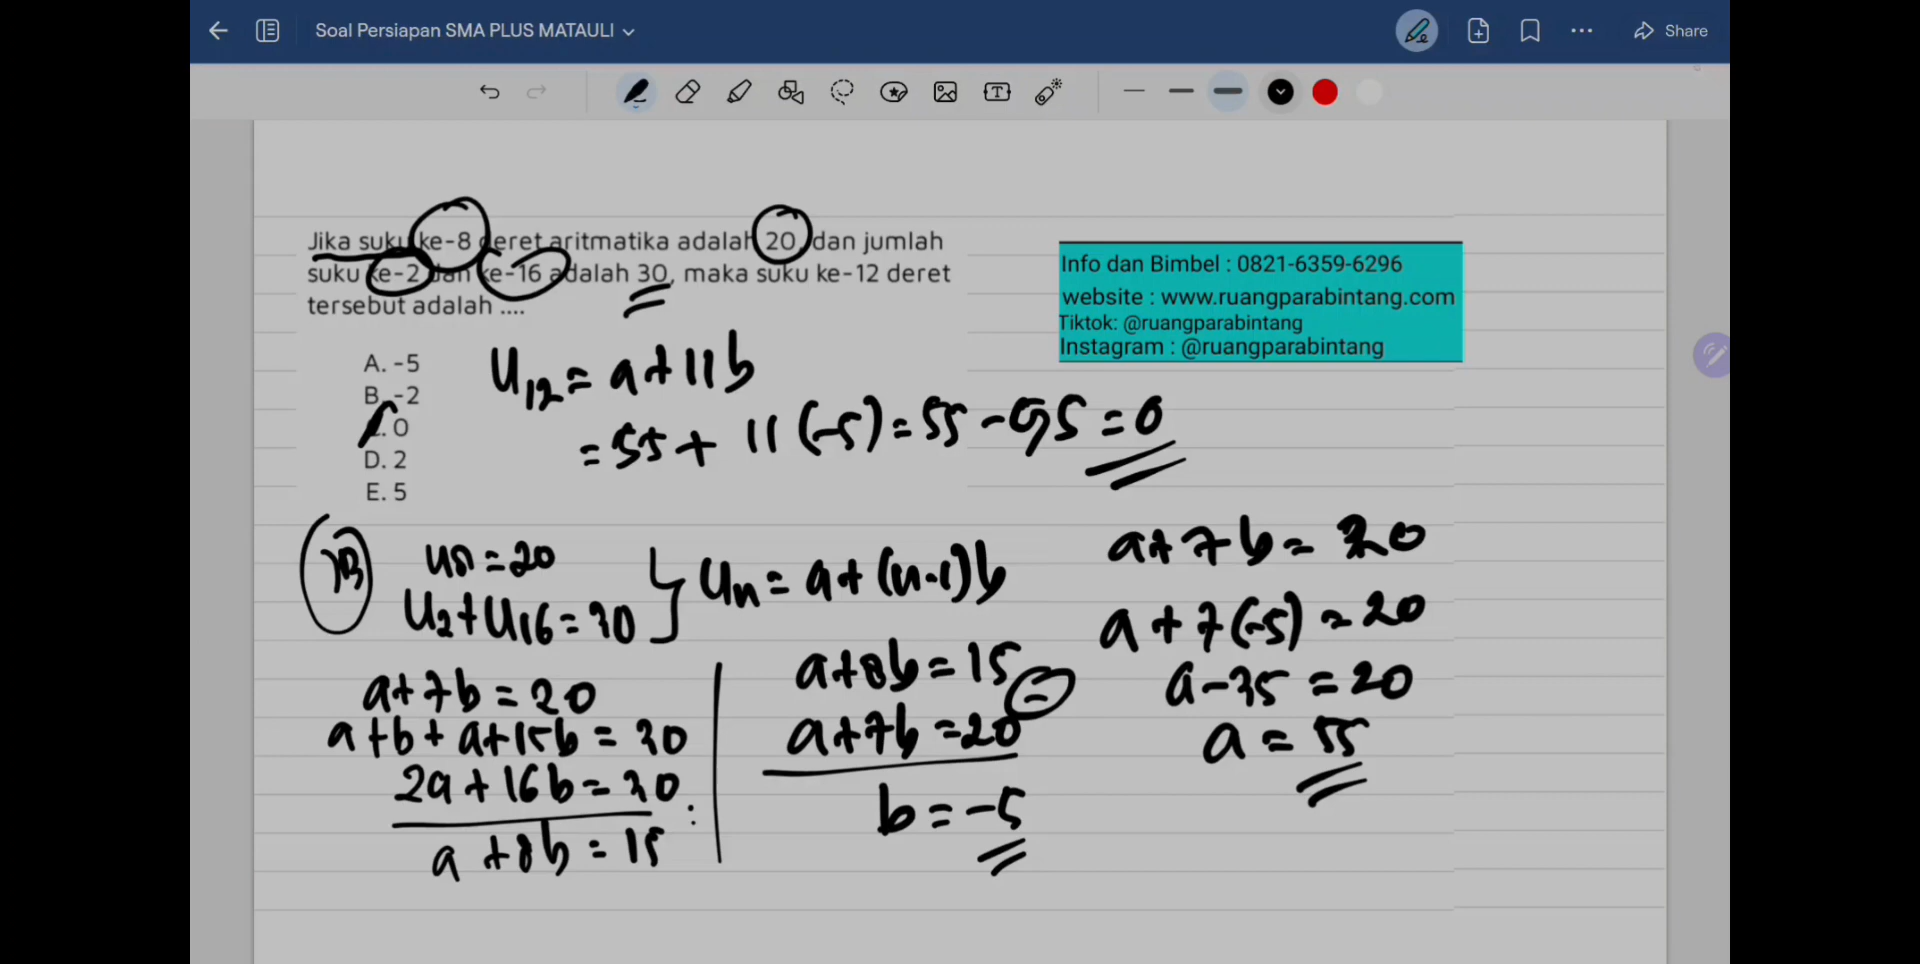 Soal Persiapan SMA PLUS MATAULI
Share
Jika suku ke-8 deret aritmatika adalah 20, dan jumlah
suku ke-2 dan ke-16 adalah 30, maka suku ke-12 deret
tersebut adalah ....
A. -5
B. -2
C. 0
D. 2
E. 5
Info dan Bimbel : 0821-6359-6296
website : www.ruangparabintang.com
Tiktok: @ruangparabintang
Instagram : @ruangparabintang
U12 = a + 11b
= 55 + 11 (-5) = 55 - 55 = 0
U8 = 20
U2 + U16 = 30
Un = a + (n-1)b
a + 7b = 20
a + b + a + 15b = 30
2a + 16b = 30
:
a + 8b = 15
a + 8b = 15
a + 7b = 20
-
b = -5
a + 7b = 20
a + 7(-5) = 20
a - 35 = 20
a = 55